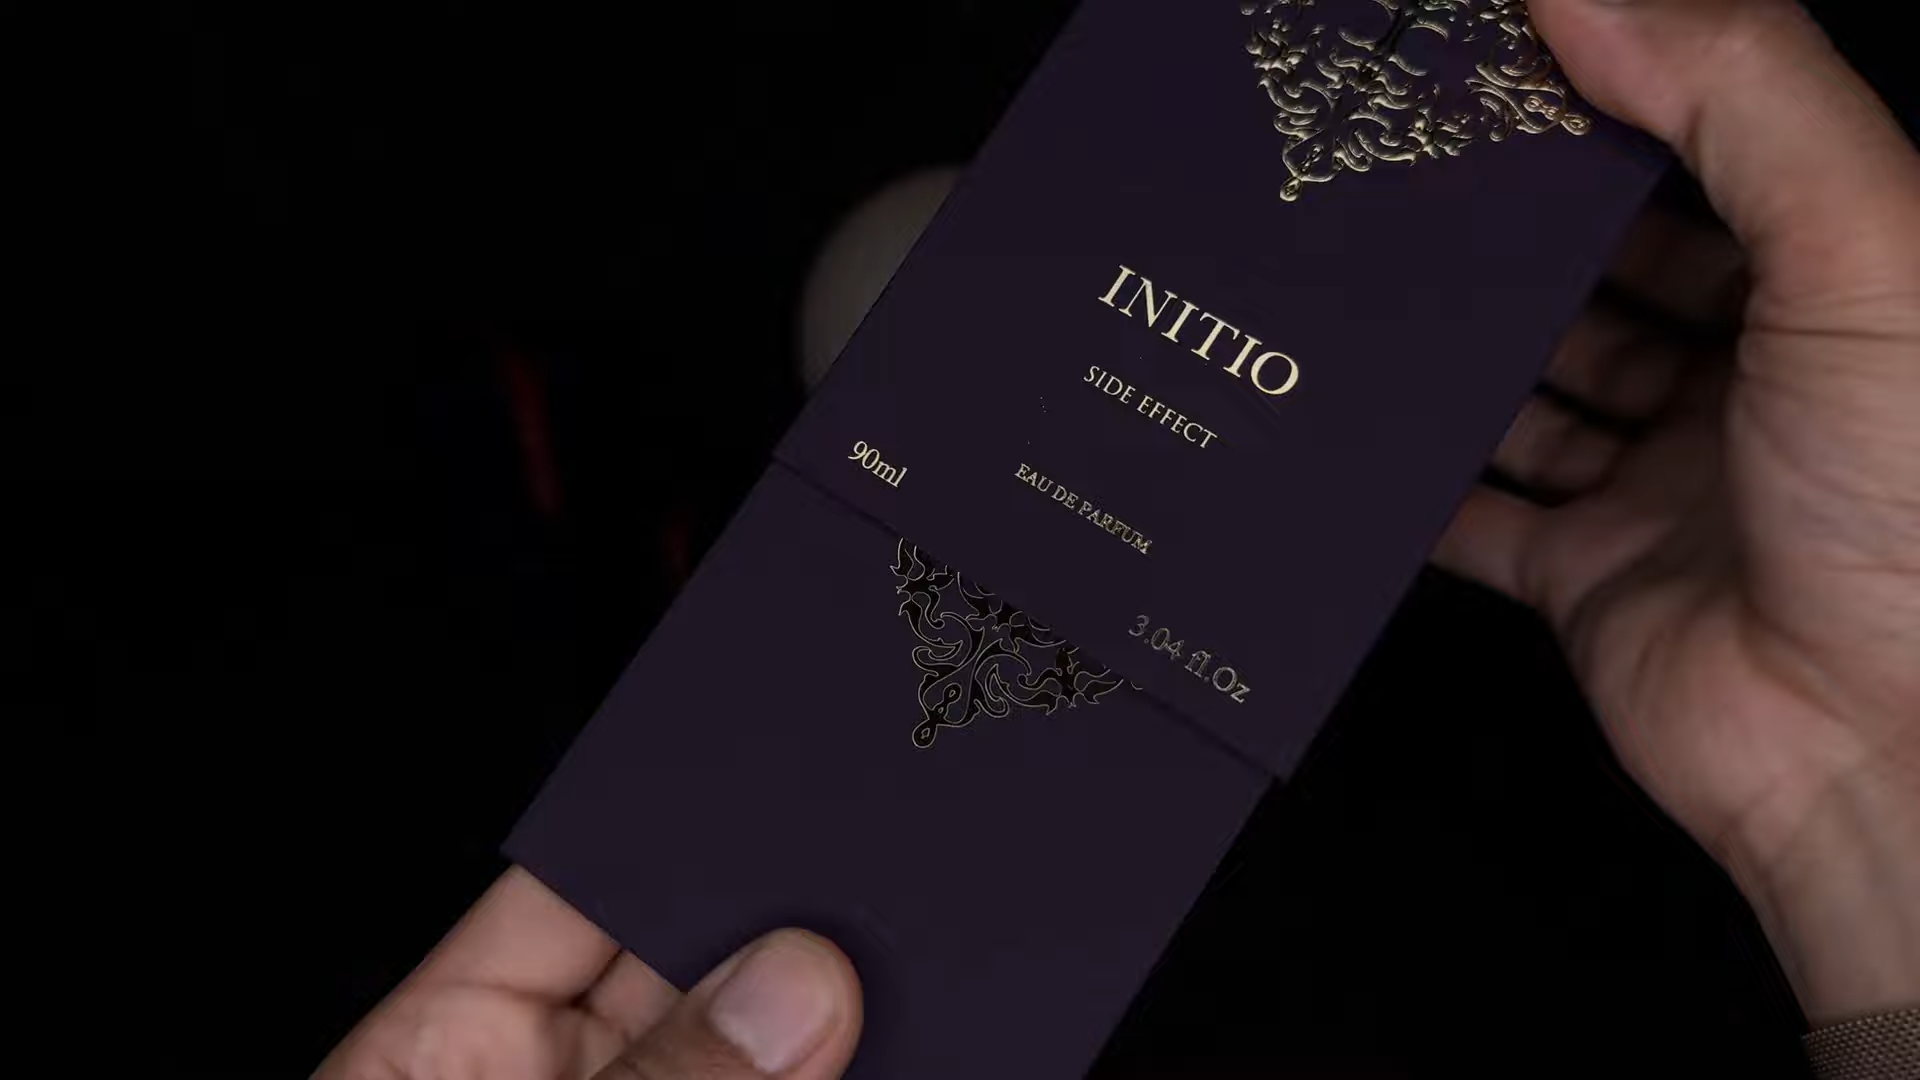 INITIO
SIDE EFFECT
EAU DE PARFUM
90ml
3.04 fl.Oz